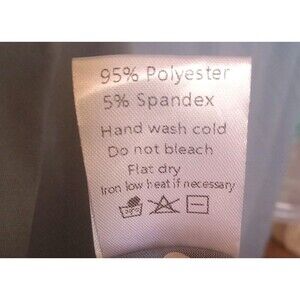 95% Polyester
5% Spandex
Hand wash cold
Do not bleach
Flat dry
Iron low heat if necessary